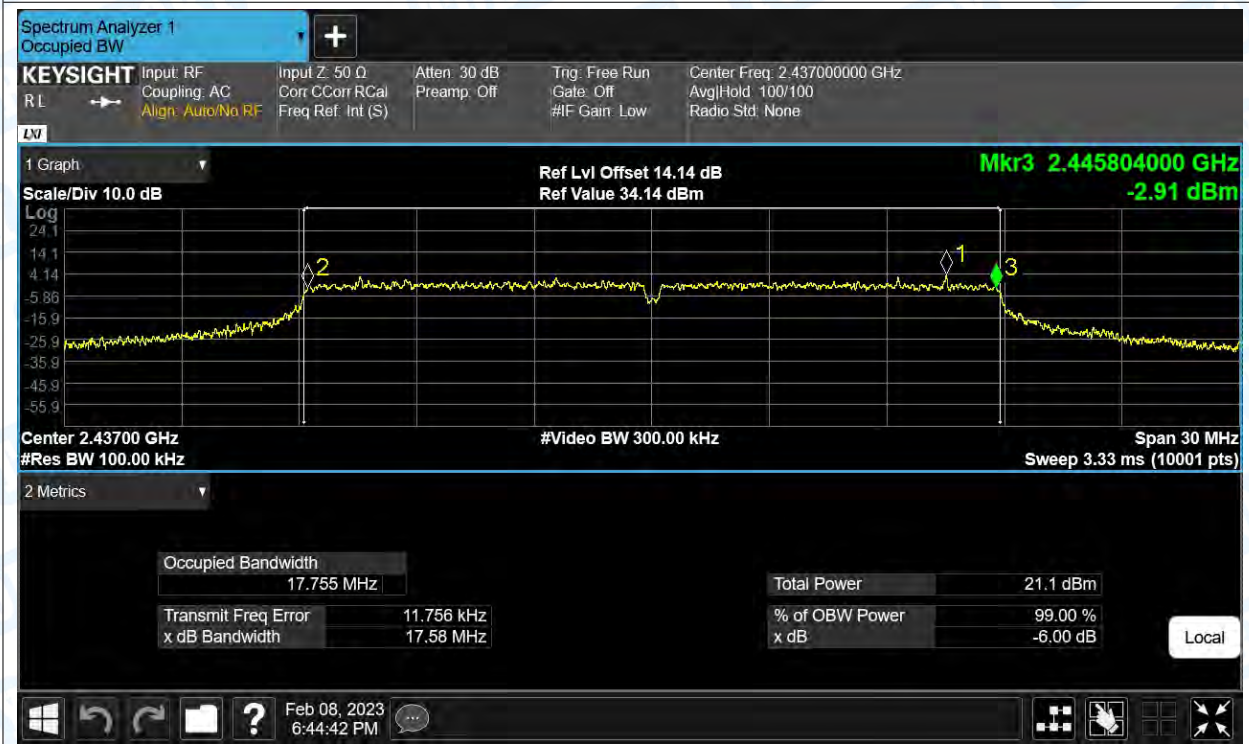 Spectrum Analyzer 1
Occupied BW
KEYSIGHT
R L
LXI
Input: RF
Coupling: AC
Align: Auto/No RF
Input Z: 50 Ω
Corr CCorr RCal
Freq Ref: Int (S)
Atten: 30 dB
Preamp: Off
Trig: Free Run
Gate: Off
#IF Gain: Low
Center Freq: 2.437000000 GHz
Avg|Hold: 100/100
Radio Std: None
1 Graph
Scale/Div 10.0 dB
Ref Lvl Offset 14.14 dB
Ref Value 34.14 dBm
Mkr3 2.445804000 GHz
-2.91 dBm
Log
24.1
14.1
4.14
-5.86
-15.9
-25.9
-35.9
-45.9
-55.9
2
1
3
Center 2.43700 GHz
#Res BW 100.00 kHz
#Video BW 300.00 kHz
Span 30 MHz
Sweep 3.33 ms (10001 pts)
2 Metrics
Occupied Bandwidth
17.755 MHz
Transmit Freq Error 11.756 kHz
x dB Bandwidth 17.58 MHz
Total Power 21.1 dBm
% of OBW Power 99.00 %
x dB -6.00 dB
Local
?
Feb 08, 2023
6:44:42 PM